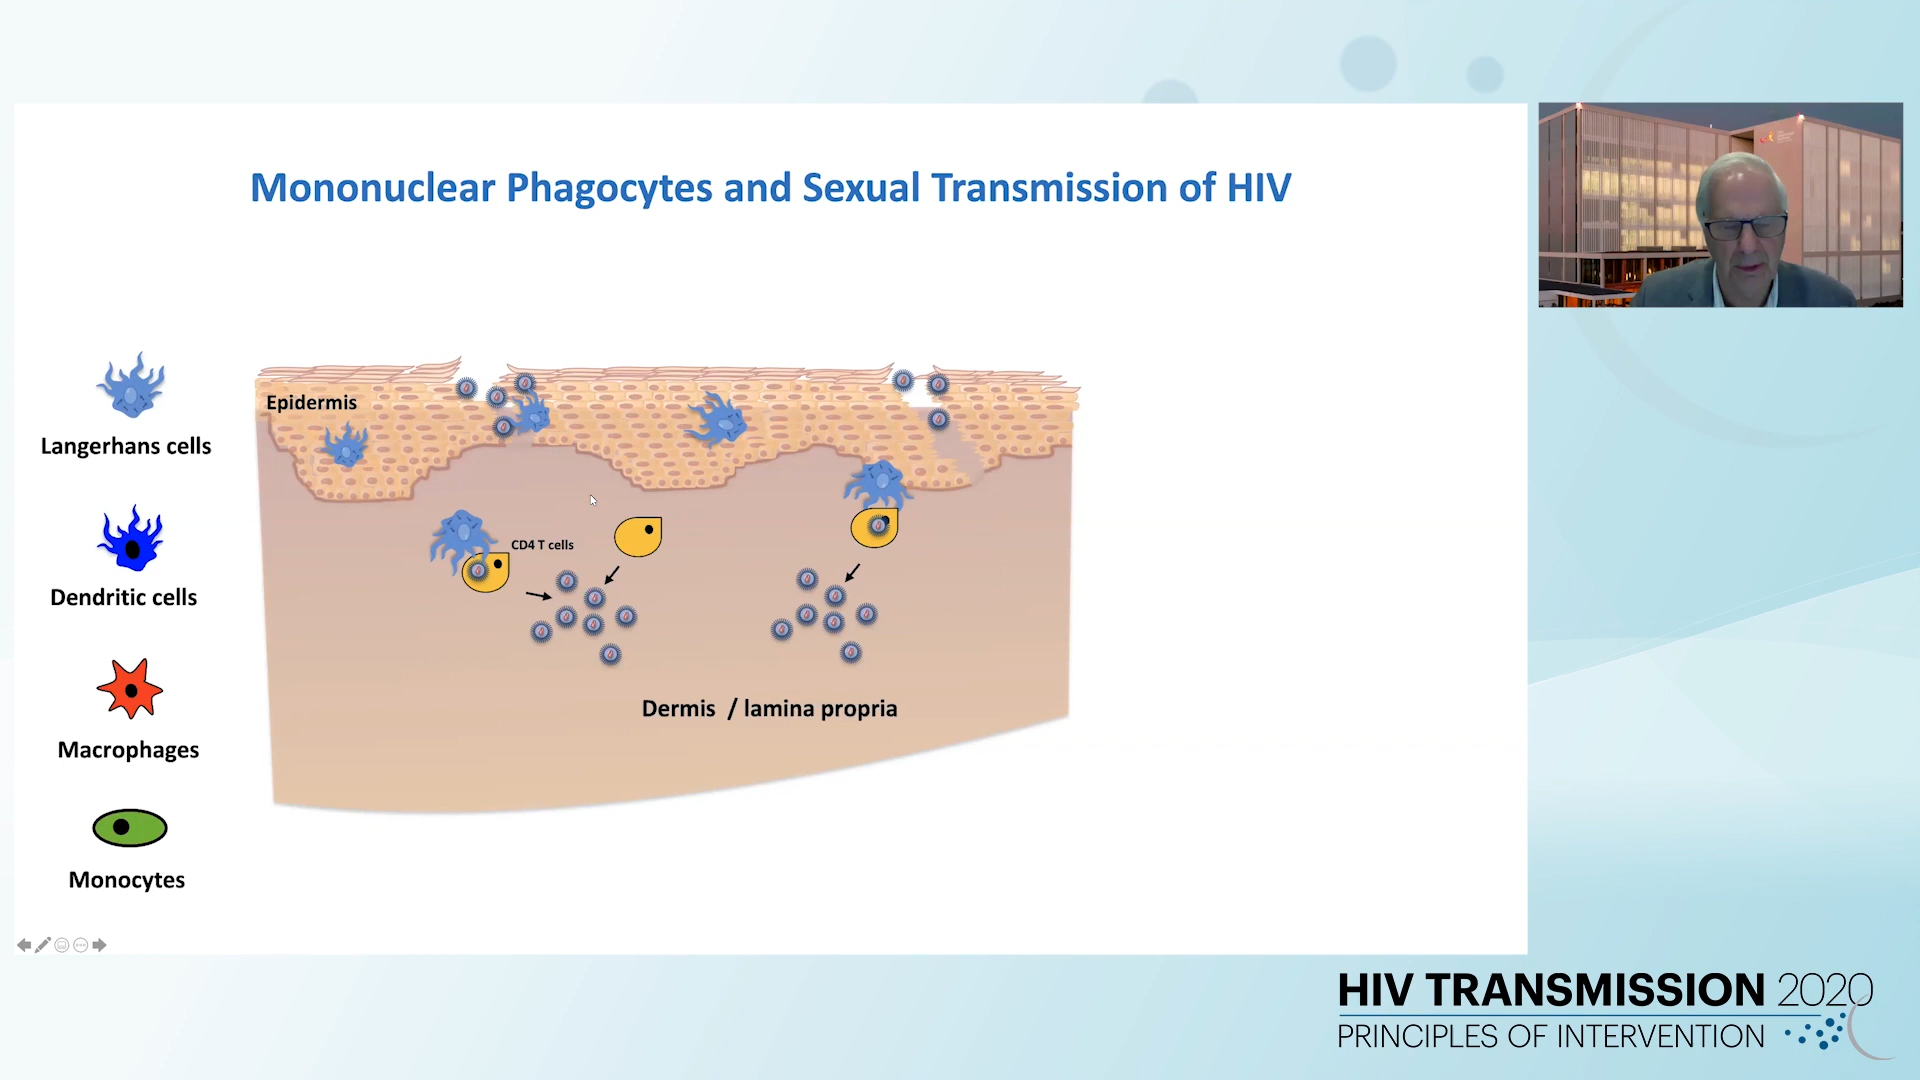 Mononuclear Phagocytes and Sexual Transmission of HIV
Epidermis
Langerhans cells
CD4 T cells
Dendritic cells
Dermis / lamina propria
Macrophages
Monocytes
HIV TRANSMISSION 2020
PRINCIPLES OF INTERVENTION